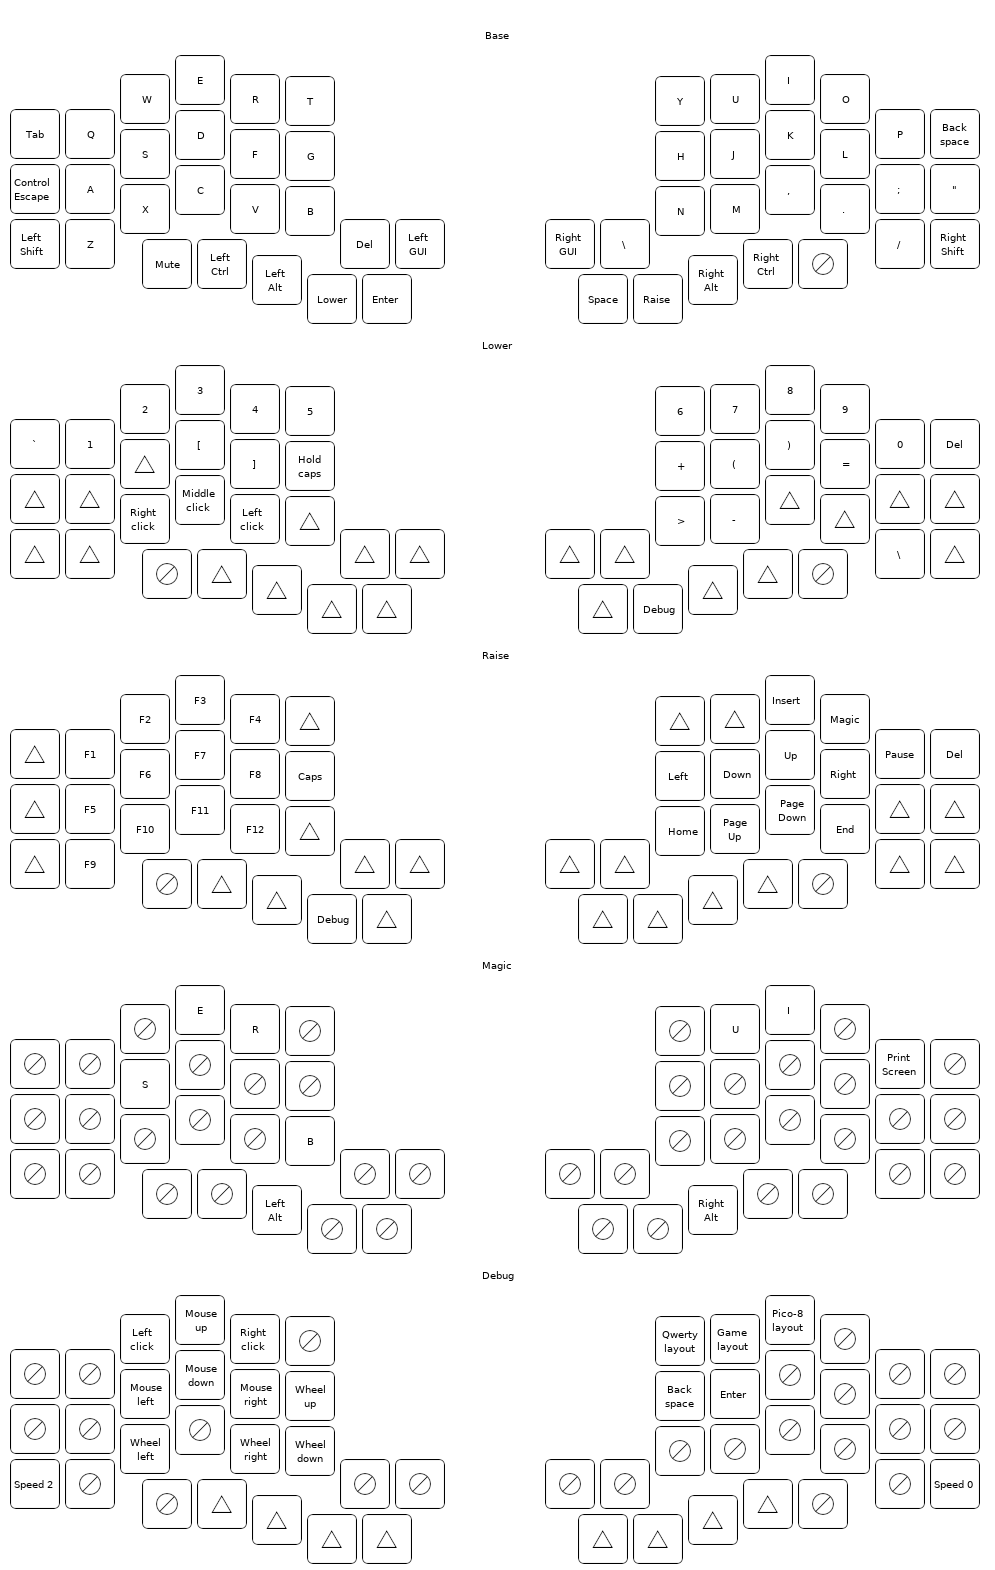 Base
E
I
W
R
T
Y
U
O
Tab
Q
D
K
P
Back
space
S
F
G
H
J
L
Control
Escape
A
C
,
;
"
X
V
B
N
M
.
Left
Shift
Z
Del
Left
GUI
Right
GUI
\
/
Right
Shift
Mute
Left
Ctrl
Left
Alt
Right
Alt
Right
Ctrl
Lower
Enter
Space
Raise
Lower
3
8
2
4
5
6
7
9
`
1
[
)
0
Del
]
Hold
caps
+
(
=
Middle
click
Right
click
Left
click
>
-
\
Debug
Raise
F3
Insert
F2
F4
Magic
F1
F7
Up
Pause
Del
F6
F8
Caps
Left
Down
Right
F5
F11
Page
Down
F10
F12
Home
Page
Up
End
F9
Debug
Magic
E
I
R
U
S
Print
Screen
B
Left
Alt
Right
Alt
Debug
Mouse
up
Pico-8
layout
Left
click
Right
click
Qwerty
layout
Game
layout
Mouse
down
Mouse
left
Mouse
right
Wheel
up
Back
space
Enter
Wheel
left
Wheel
right
Wheel
down
Speed 2
Speed 0